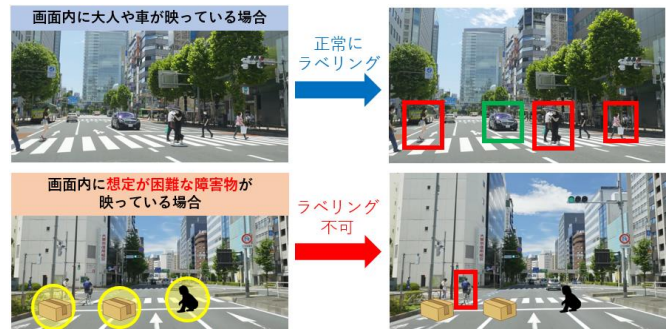 画面内に大人や車が映っている場合
正常に
ラベリング
画面内に想定が困難な障害物が
映っている場合
ラベリング
不可